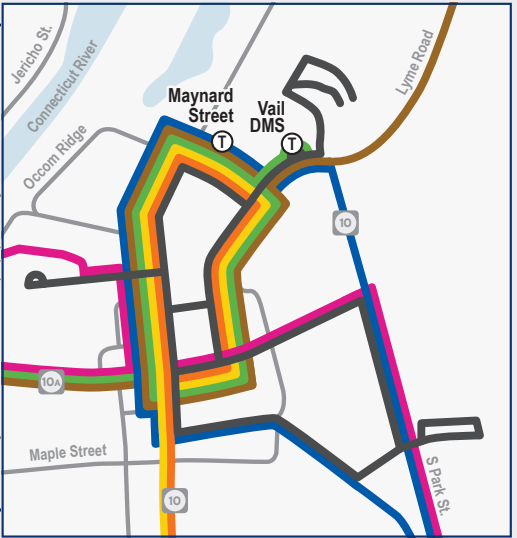 Jericho St.
Connecticut River
Lyme Road
Maynard
Street
T
Vail
DMS
T
Occom Ridge
10
10A
Maple Street
10
S Park St.